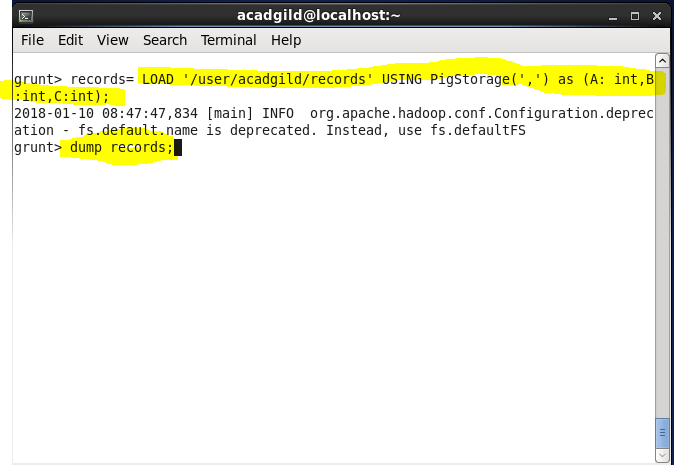 acadgild@localhost:~
File Edit View Search Terminal Help
grunt> records= LOAD '/user/acadgild/records' USING PigStorage(',') as (A: int,B
:int,C:int);
2018-01-10 08:47:47,834 [main] INFO  org.apache.hadoop.conf.Configuration.deprec
ation - fs.default.name is deprecated. Instead, use fs.defaultFS
grunt> dump records;